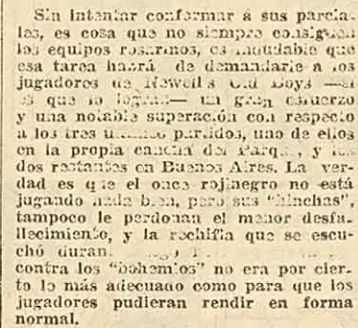 Sin intentar conformar a sus parcia-
les, es cosa que no siempre consiguen
los equipos rosarinos, es indudable que
esa tarea habrá de demandarle a los
jugadores de Newell's Old Boys —si
es que lo logran— un gran esfuerzo
y una notable superación con respecto
a los tres partidos, uno de ellos
en la propia cancha del Parque, y los
dos restantes en Buenos Aires. La ver-
dad es que el once rojinegro no está
jugando nada bien, pero sus "hinchas",
tampoco le perdonan el menor desfa-
llecimiento, y la rechifla que se escu-
chó
contra los "bohemios" no era por cier-
to lo más adecuado como para que los
jugadores pudieran rendir en forma
normal.